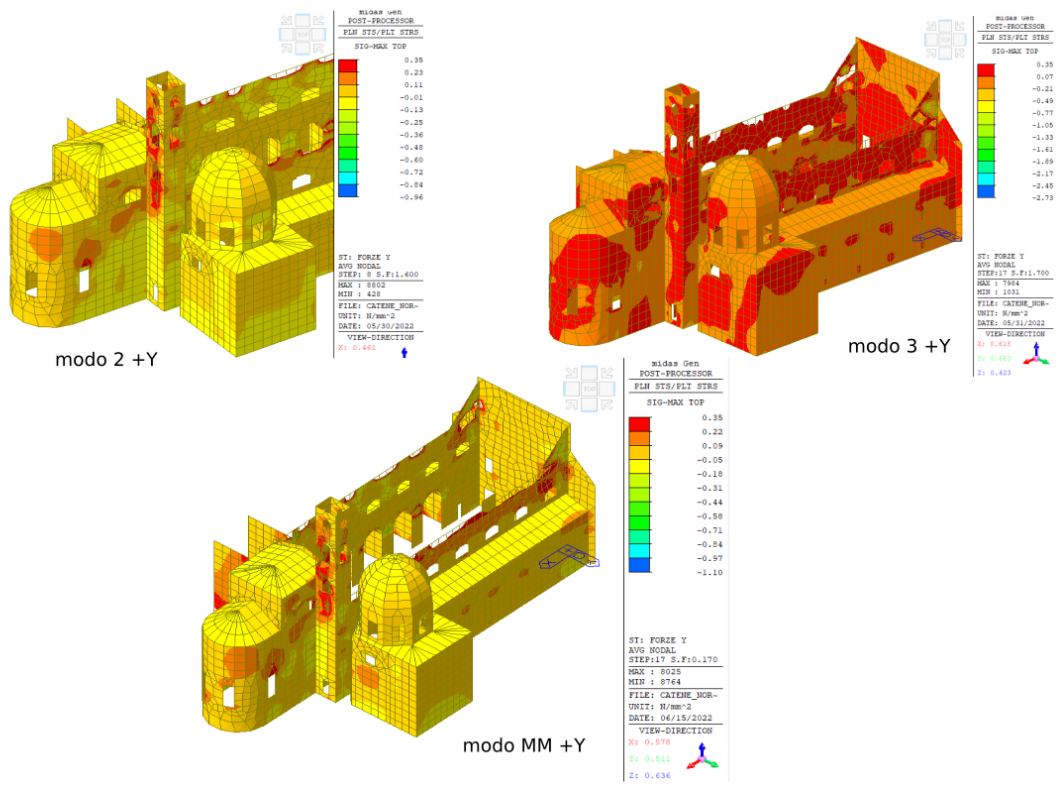 midas Gen
POST-PROCESSOR
PLN STS/PLT STRS
SIG-MAX TOP
0.35
0.23
0.11
-0.01
-0.13
-0.25
-0.36
-0.48
-0.60
-0.72
-0.84
-0.96
ST: FORZE Y
AVG NODAL
STEP: 8 S.F:1.600
MAX : 8802
MIN : 428
FILE: CATENE_NOR~
UNIT: N/mm^2
DATE: 05/30/2022
VIEW-DIRECTION
X: 0.461
TOP
modo 2 +Y
midas Gen
POST-PROCESSOR
PLN STS/PLT STRS
SIG-MAX TOP
0.35
0.07
-0.21
-0.49
-0.77
-1.05
-1.33
-1.61
-1.89
-2.17
-2.45
-2.73
ST: FORZE Y
AVG NODAL
STEP:17 S.F:1.700
MAX : 7984
MIN : 1031
FILE: CATENE_NOR~
UNIT: N/mm^2
DATE: 05/31/2022
VIEW-DIRECTION
X: 0.618
Z: 0.423
TOP
modo 3 +Y
midas Gen
POST-PROCESSOR
PLN STS/PLT STRS
SIG-MAX TOP
0.35
0.22
0.09
-0.05
-0.18
-0.31
-0.44
-0.58
-0.71
-0.84
-0.97
-1.10
ST: FORZE Y
AVG NODAL
STEP:17 S.F:0.170
MAX : 8025
MIN : 8764
FILE: CATENE_NOR~
UNIT: N/mm^2
DATE: 06/15/2022
VIEW-DIRECTION
X: 0.578
Y: 0.511
Z: 0.636
TOP
modo MM +Y